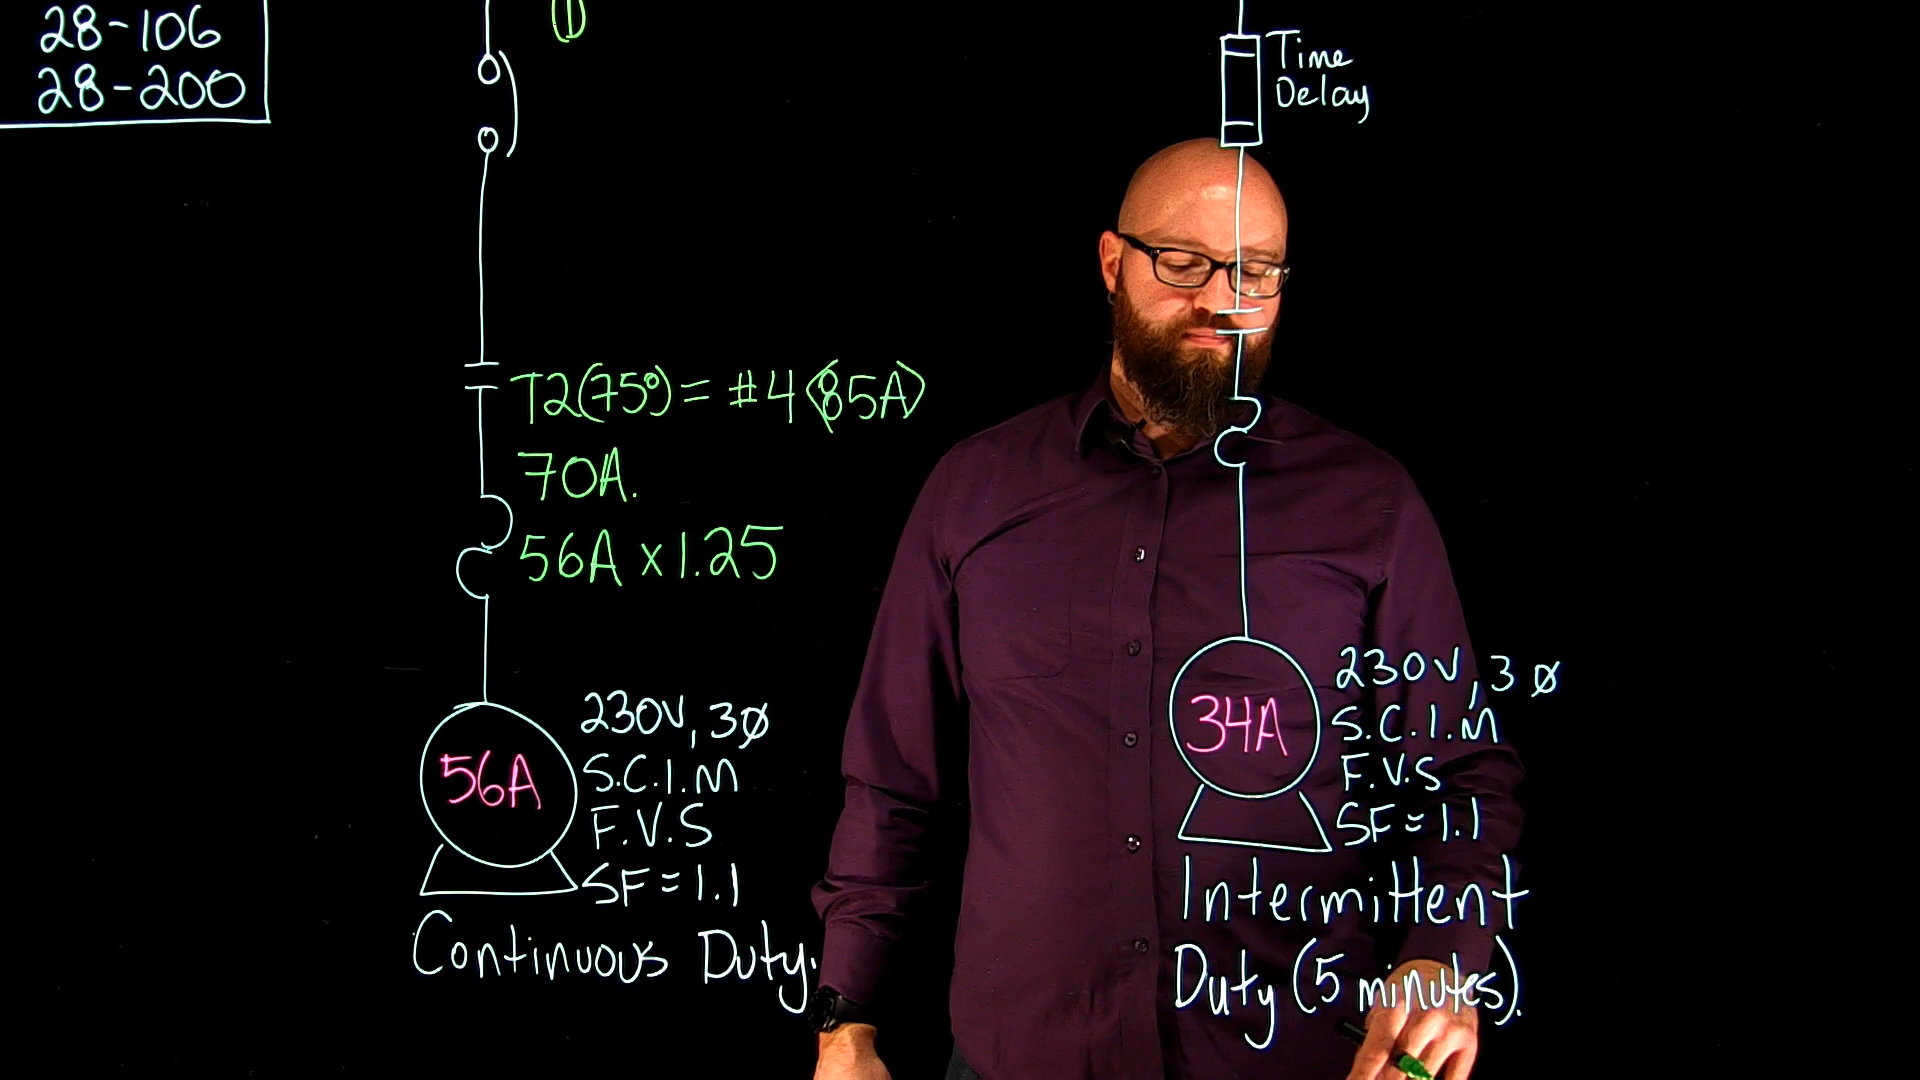 28-106
28-200
①
Time
Delay
T2(75°) = #4 <85A>
70A.
56A x 1.25
56A
230V, 3Ø
S.C.I.M
F.V.S
SF = 1.1
Continuous Duty.
34A
230V, 3Ø
S.C.I.M
F.V.S
SF = 1.1
Intermittent
Duty (5 minutes).